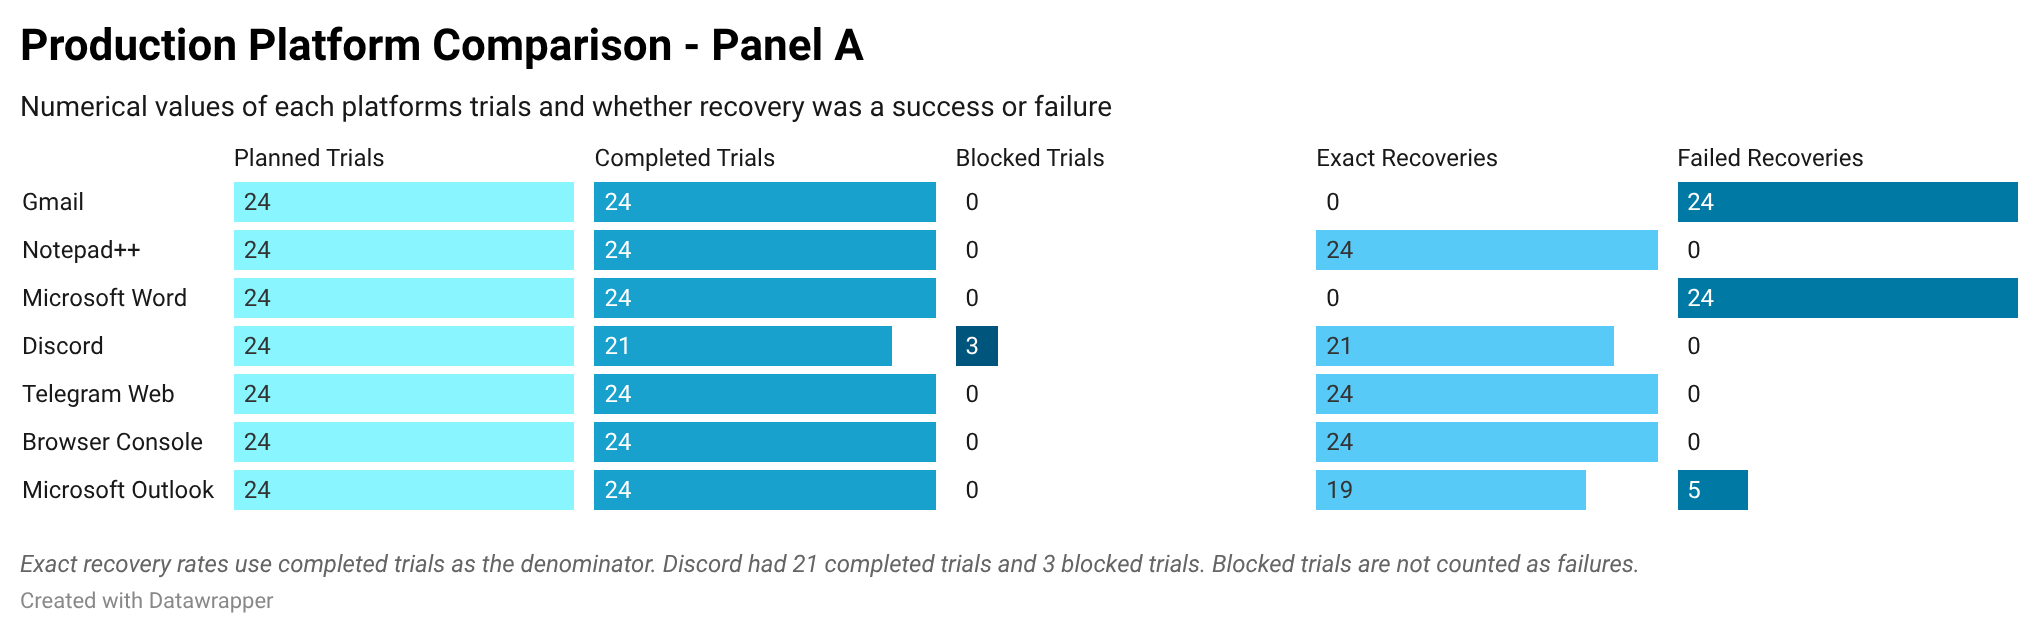 Production Platform Comparison - Panel A
Numerical values of each platforms trials and whether recovery was a success or failure
Planned Trials Completed Trials Blocked Trials Exact Recoveries Failed Recoveries
Gmail 24 24 0 0 24
Notepad++ 24 24 0 24 0
Microsoft Word 24 24 0 0 24
Discord 24 21 3 21 0
Telegram Web 24 24 0 24 0
Browser Console 24 24 0 24 0
Microsoft Outlook 24 24 0 19 5
Exact recovery rates use completed trials as the denominator. Discord had 21 completed trials and 3 blocked trials. Blocked trials are not counted as failures.
Created with Datawrapper